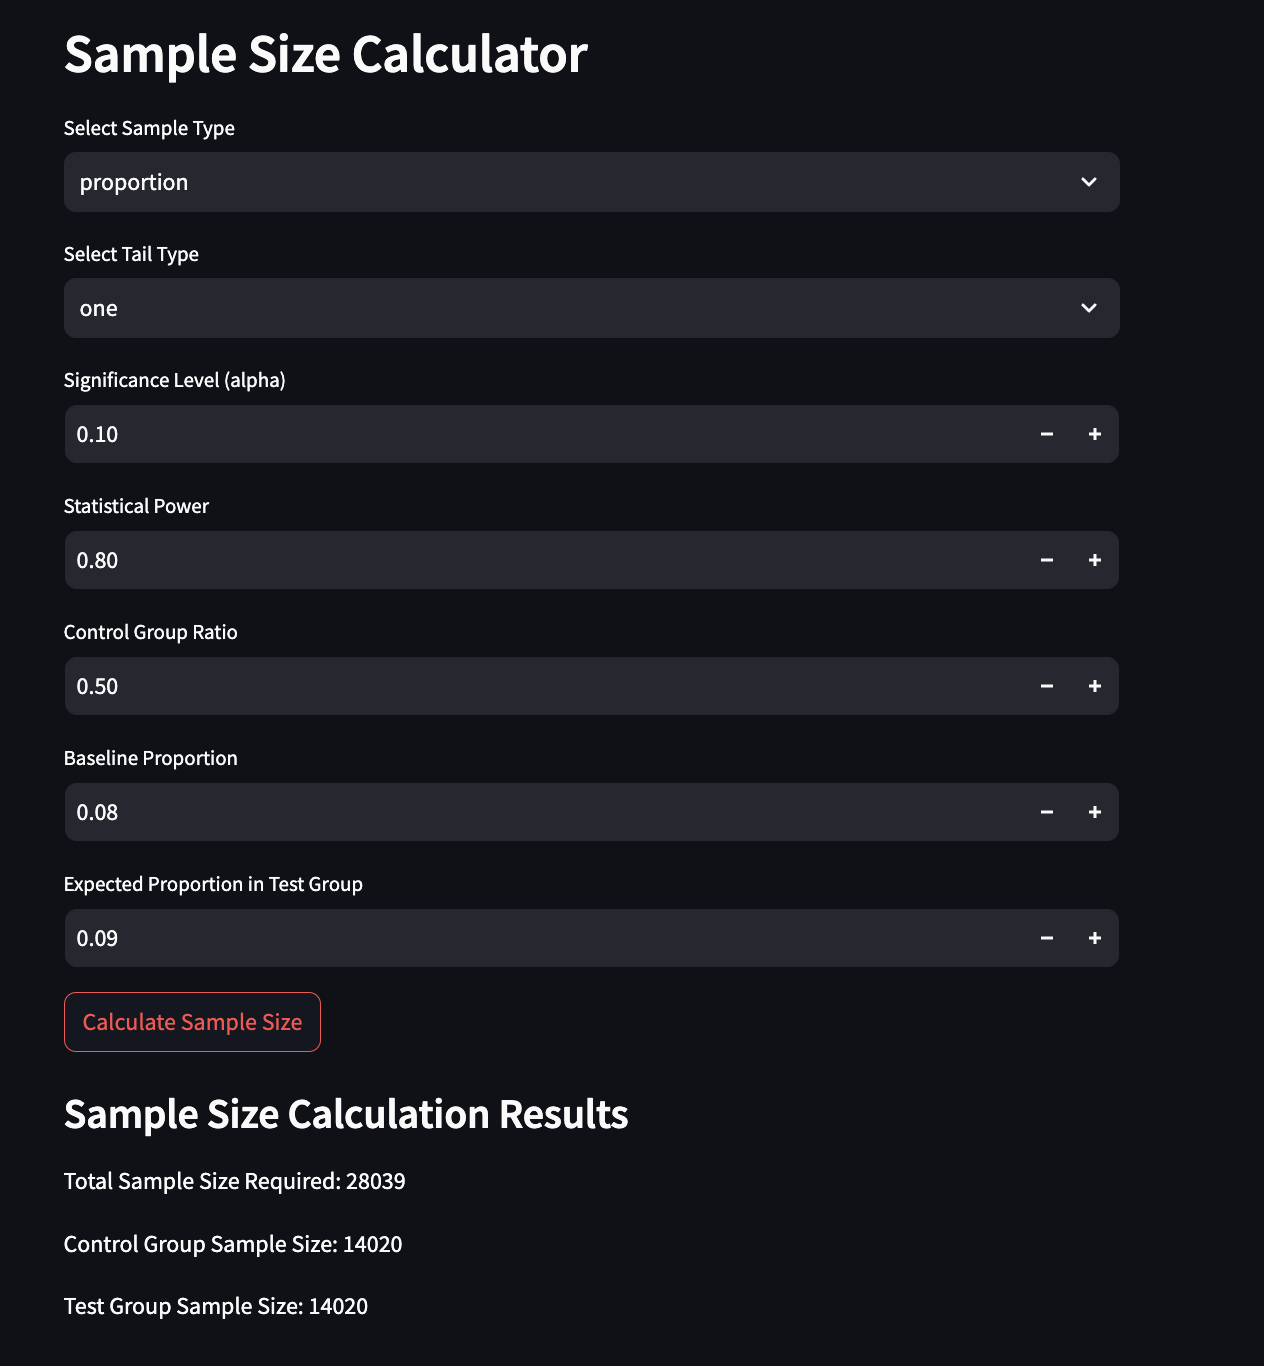 Sample Size Calculator
Select Sample Type
proportion
Select Tail Type
one
Significance Level (alpha)
0.10
Statistical Power
0.80
Control Group Ratio
0.50
Baseline Proportion
0.08
Expected Proportion in Test Group
0.09
Calculate Sample Size
Sample Size Calculation Results
Total Sample Size Required: 28039
Control Group Sample Size: 14020
Test Group Sample Size: 14020